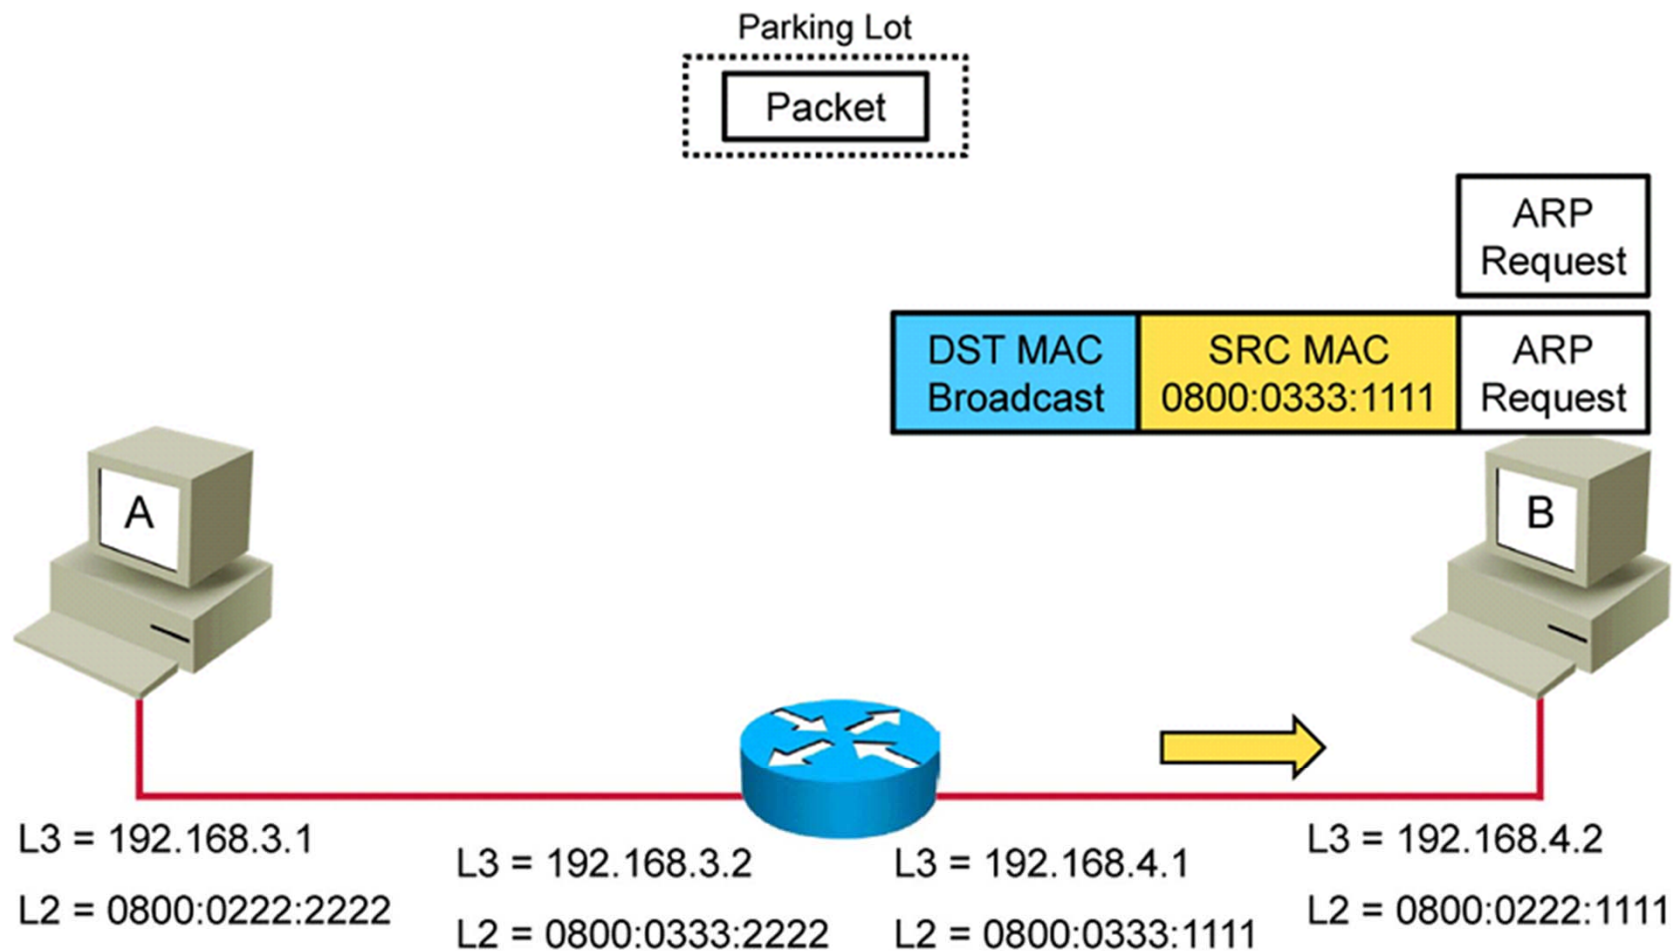 Parking Lot
Packet
ARP
Request
DST MAC
Broadcast
SRC MAC
0800:0333:1111
ARP
Request
A
B
L3 = 192.168.3.1
L2 = 0800:0222:2222
L3 = 192.168.3.2
L2 = 0800:0333:2222
L3 = 192.168.4.1
L2 = 0800:0333:1111
L3 = 192.168.4.2
L2 = 0800:0222:1111